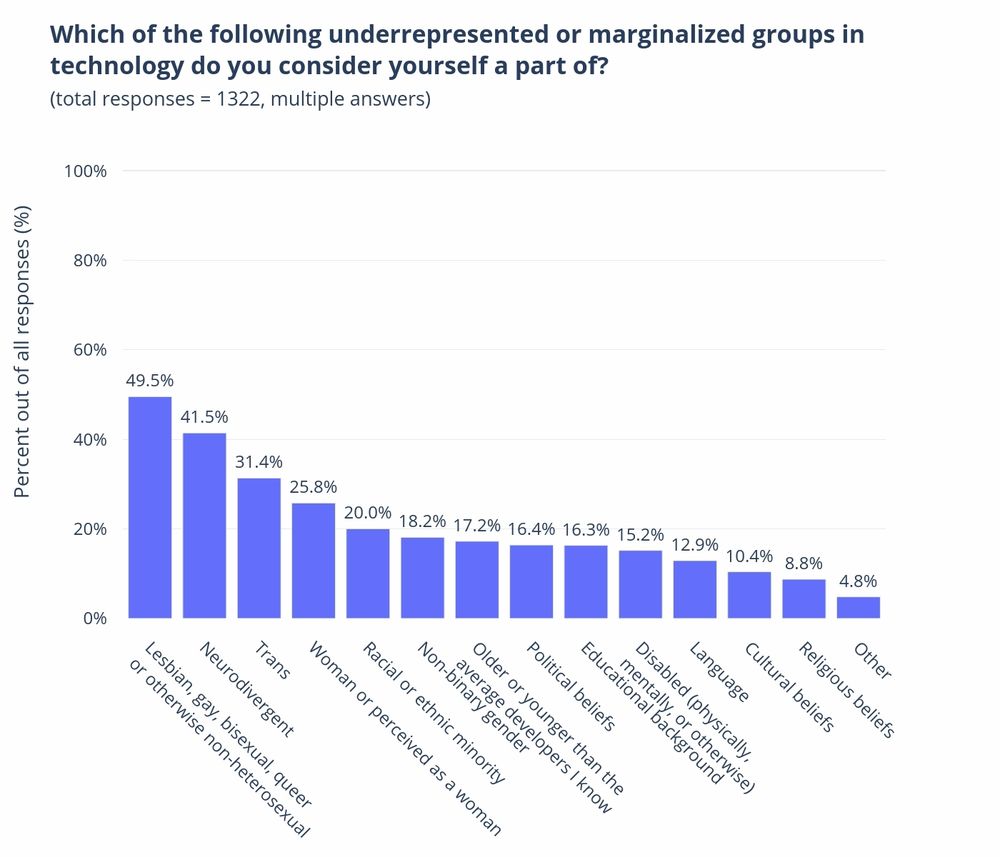 Which of the following underrepresented or marginalized groups in
technology do you consider yourself a part of?
(total responses = 1322, multiple answers)
Percent out of all responses (%)
100%
80%
60%
40%
20%
0%
49.5%
41.5%
31.4%
25.8%
20.0%
18.2%
17.2%
16.4%
16.3%
15.2%
12.9%
10.4%
8.8%
4.8%
Lesbian, gay, bisexual, queer
or otherwise non-heterosexual
Neurodivergent
Trans
Woman or perceived as a woman
Racial or ethnic minority
Non-binary gender
Older or younger than the
average developers I know
Political beliefs
Educational background
Disabled (physically,
mentally, or otherwise)
Language
Cultural beliefs
Religious beliefs
Other